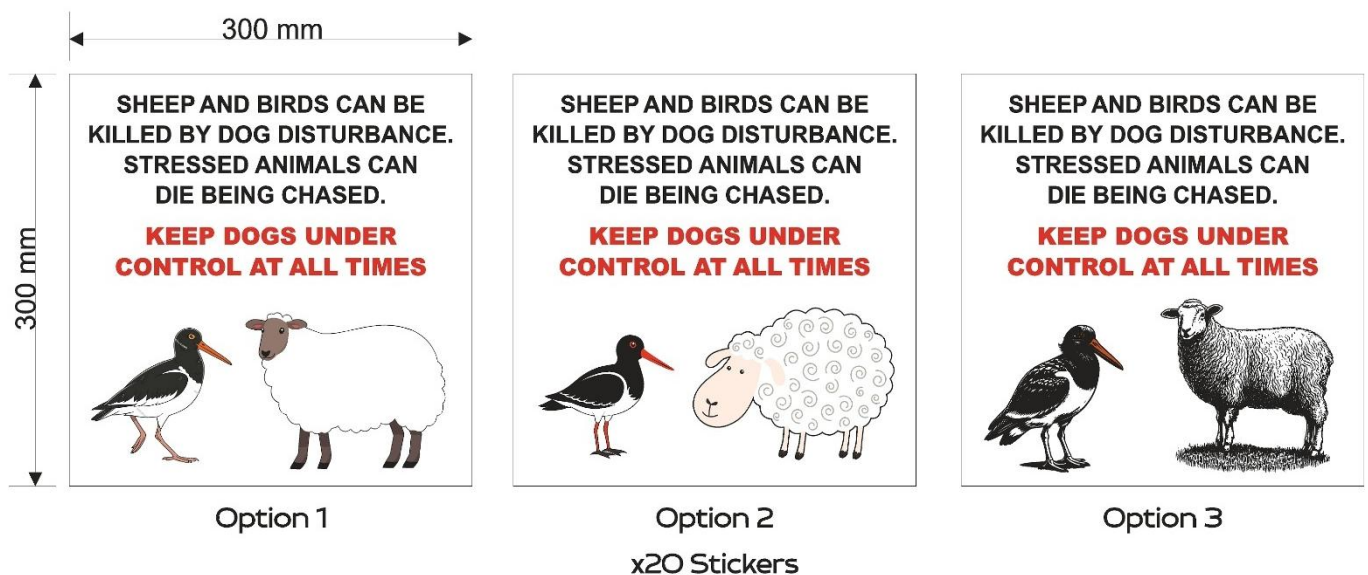 300 mm
300 mm
SHEEP AND BIRDS CAN BE
KILLED BY DOG DISTURBANCE.
STRESSED ANIMALS CAN
DIE BEING CHASED.
KEEP DOGS UNDER
CONTROL AT ALL TIMES
Option 1
SHEEP AND BIRDS CAN BE
KILLED BY DOG DISTURBANCE.
STRESSED ANIMALS CAN
DIE BEING CHASED.
KEEP DOGS UNDER
CONTROL AT ALL TIMES
Option 2
SHEEP AND BIRDS CAN BE
KILLED BY DOG DISTURBANCE.
STRESSED ANIMALS CAN
DIE BEING CHASED.
KEEP DOGS UNDER
CONTROL AT ALL TIMES
Option 3
x20 Stickers